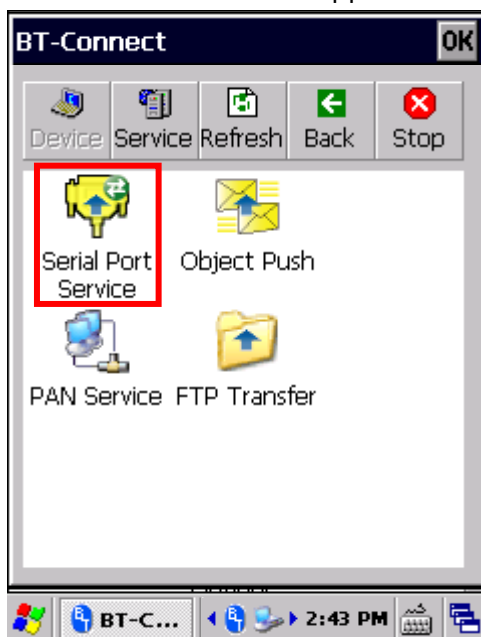 BT-Connect OK
Device Service Refresh Back Stop
Serial Port Service
Object Push
PAN Service
FTP Transfer
BT-C... 2:43 PM